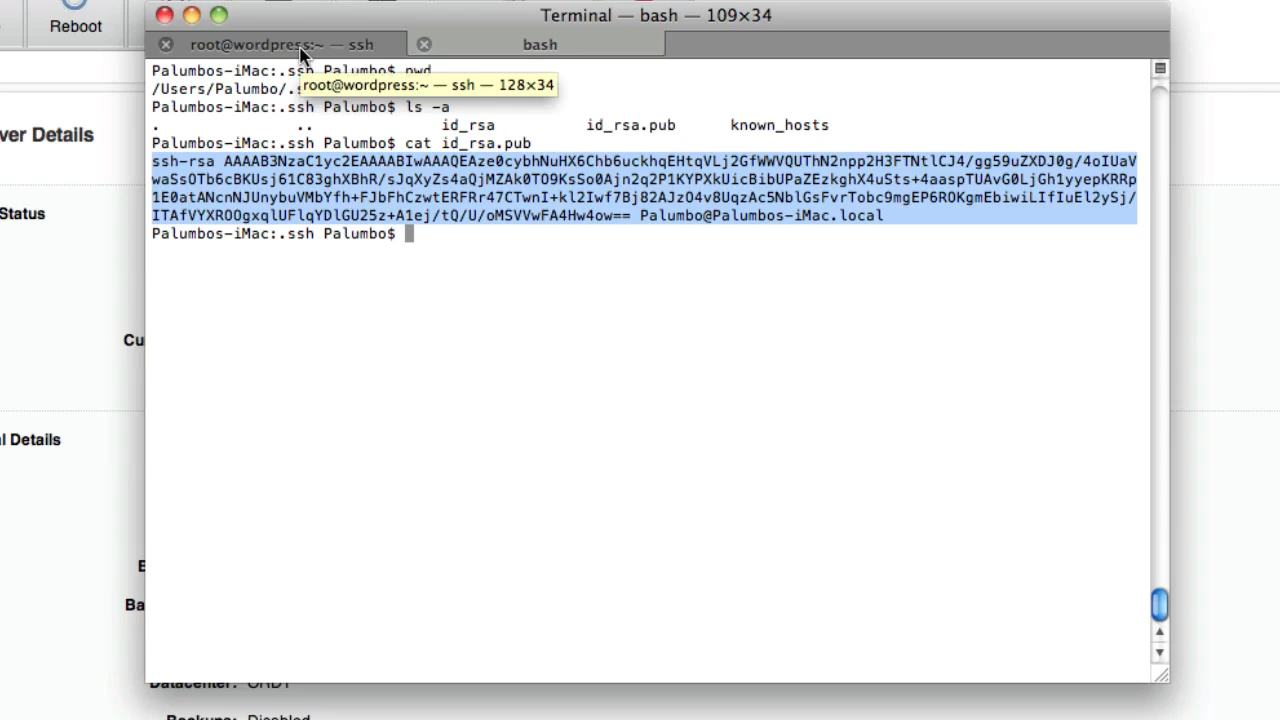 Terminal — bash — 109×34
Reboot
root@wordpress:~ — ssh
bash
Palumbos-iMac:.ssh Palumbo$ pwd
root@wordpress:~ — ssh — 128×34
/Users/Palumbo/.s
Palumbos-iMac:.ssh Palumbo$ ls -a
. .. id_rsa id_rsa.pub known_hosts
Palumbos-iMac:.ssh Palumbo$ cat id_rsa.pub
ssh-rsa AAAAB3NzaC1yc2EAAAABIwAAAQEAze0cybhNuHX6Chb6uckhqEHtqVLj2GfWWVQUThN2npp2H3FTNtlCJ4/gg59uZXDJ0g/4oIUaV
waSsOTb6cBKUsj61C83ghXBhR/sJqXyZs4aQjMZAk0TO9KsSo0Ajn2q2P1KYPXkUicBibUPaZEzkghX4uSts+4aaspTUAvG0LjGh1yyepKRRp
1E0atANcnNJUnybuVMbYfh+FJbFhCzwtERFRr47CTwnI+kl2Iwf7Bj82AJzO4v8UqzAc5NblGsFvrTobc9mgEP6ROKgmEbiwiLIfIuEl2ySj/
ITAfVYXROOgxqlUFlqYDlGU25z+A1ej/tQ/U/oMSVVwFA4Hw4ow== Palumbo@Palumbos-iMac.local
Palumbos-iMac:.ssh Palumbo$
ver Details
Status
Cu
l Details
Ba
Datacenter: ORD1
Backups: Disabled